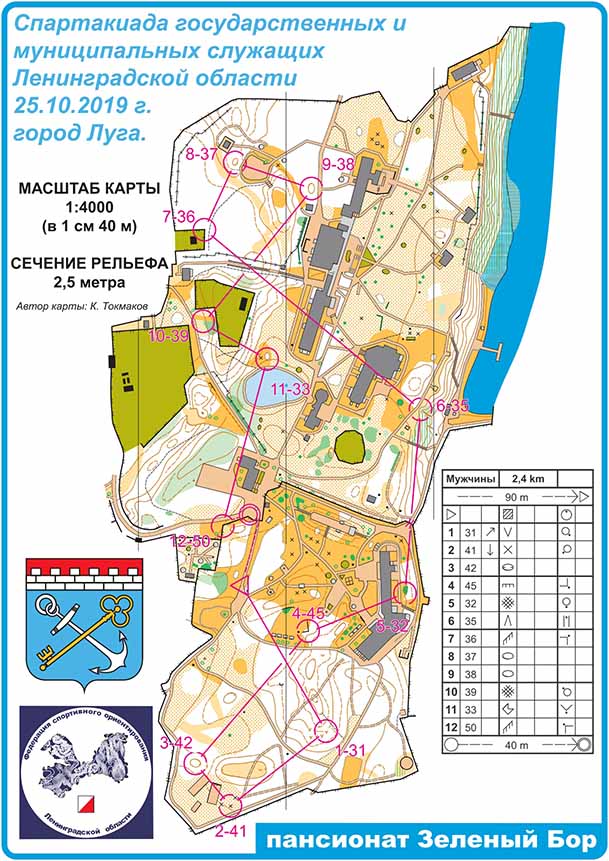 Спартакиада государственных и
муниципальных служащих
Ленинградской области
25.10.2019 г.
город Луга.
МАСШТАБ КАРТЫ
1:4000
(в 1 см 40 м)
СЕЧЕНИЕ РЕЛЬЕФА
2,5 метра
Автор карты: К. Токмаков
8-37
9-38
7-36
10-39
11-33
6-35
12-50
4-45
5-32
3-42
1-31
2-41
Мужчины 2,4 km
90 m
1 31
2 41
3 42
4 45
5 32
6 35
7 36
8 37
9 38
10 39
11 33
12 50
40 m
Федерация спортивного ориентирования
Ленинградской области
пансионат Зеленый Бор